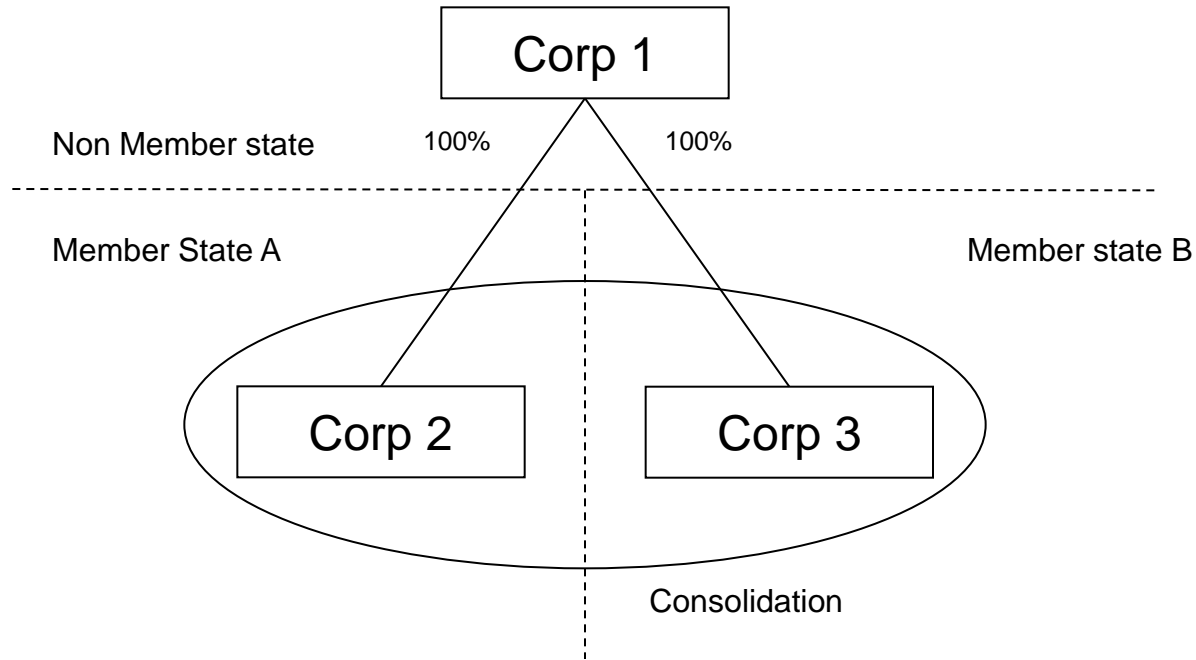 Corp 1
Non Member state
100%
100%
Member State A
Member state B
Corp 2
Corp 3
Consolidation